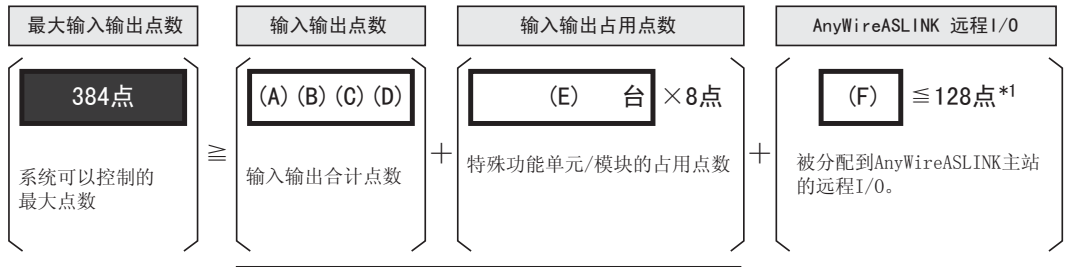 最大输入输出点数
输入输出点数
输入输出占用点数
AnyWireASLINK 远程I/O
384点
系统可以控制的
最大点数
≧
(A)(B)(C)(D)
输入输出合计点数
+
(E) 台 ×8点
特殊功能单元/模块的占用点数
+
(F) ≦128点*1
被分配到AnyWireASLINK主站
的远程I/O。